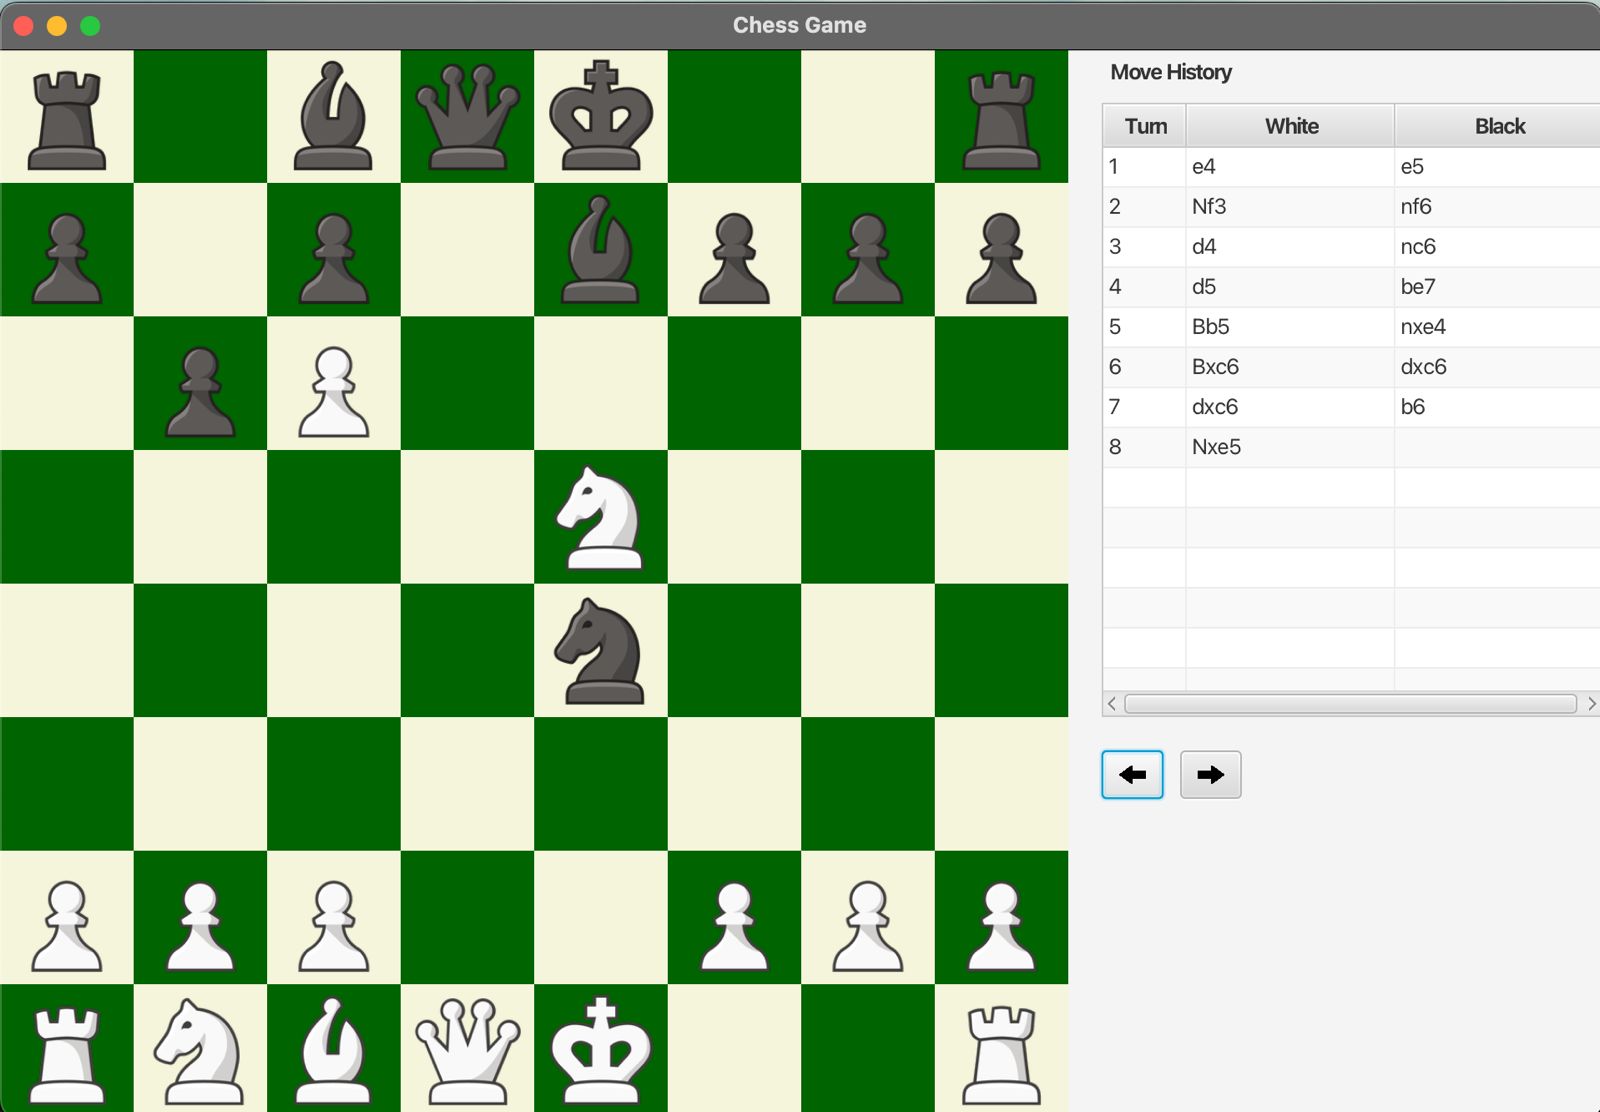 Chess Game
Move History
Turn White Black
1 e4 e5
2 Nf3 nf6
3 d4 nc6
4 d5 be7
5 Bb5 nxe4
6 Bxc6 dxc6
7 dxc6 b6
8 Nxe5